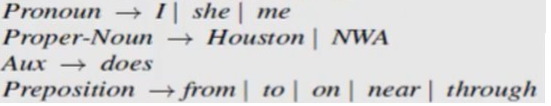 Pronoun → I | she | me
Proper-Noun → Houston | NWA
Aux → does
Preposition → from | to | on | near | through